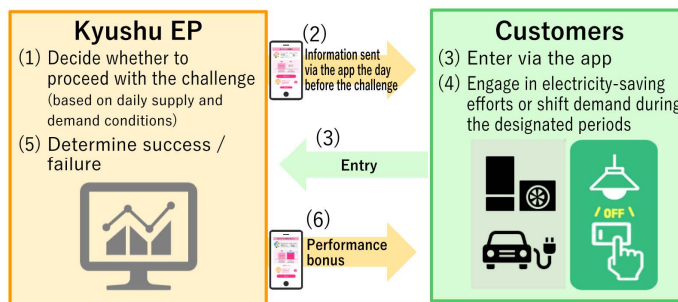 Kyushu EP
(1) Decide whether to
proceed with the challenge
(based on daily supply and
demand conditions)
(5) Determine success /
failure
(2)
Information sent
via the app the day
before the challenge
(3)
Entry
(6)
Performance
bonus
Customers
(3) Enter via the app
(4) Engage in electricity-saving
efforts or shift demand during
the designated periods
/ OFF /